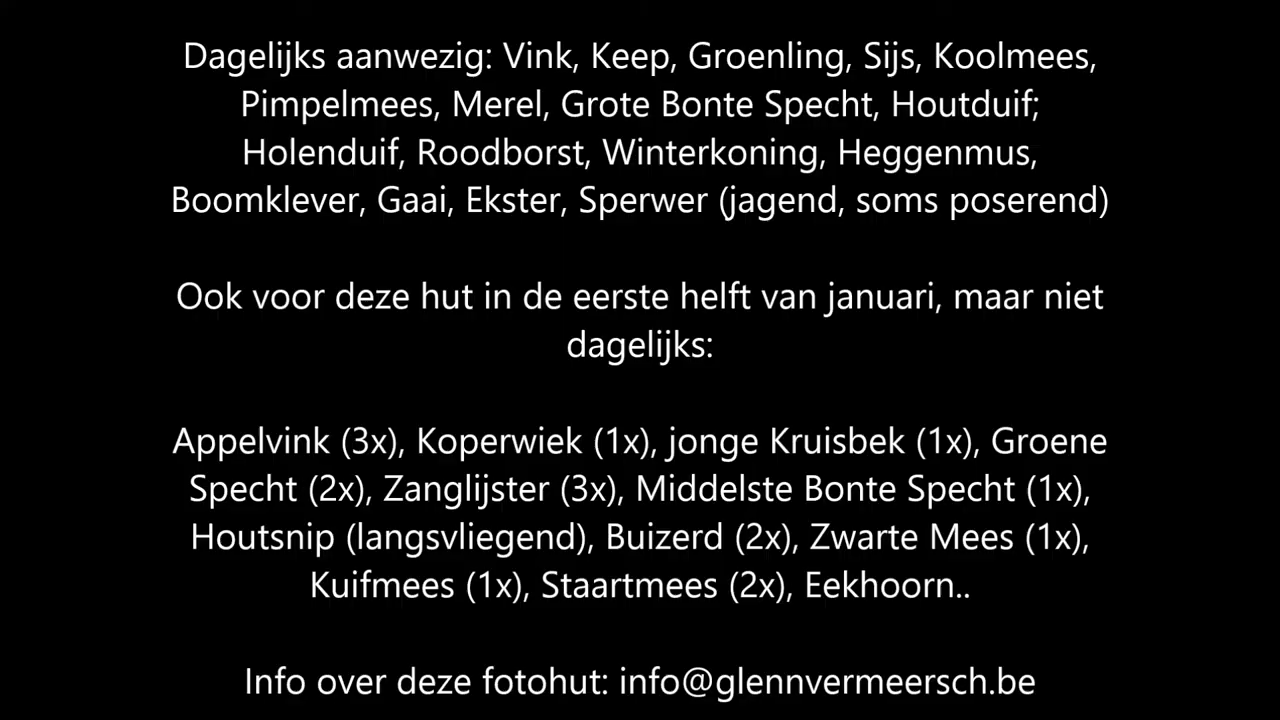 Dagelijks aanwezig: Vink, Keep, Groenling, Sijs, Koolmees,
Pimpelmees, Merel, Grote Bonte Specht, Houtduif;
Holenduif, Roodborst, Winterkoning, Heggenmus,
Boomklever, Gaai, Ekster, Sperwer (jagend, soms poserend)
Ook voor deze hut in de eerste helft van januari, maar niet
dagelijks:
Appelvink (3x), Koperwiek (1x), jonge Kruisbek (1x), Groene
Specht (2x), Zanglijster (3x), Middelste Bonte Specht (1x),
Houtsnip (langsvliegend), Buizerd (2x), Zwarte Mees (1x),
Kuifmees (1x), Staartmees (2x), Eekhoorn..
Info over deze fotohut: info@glennvermeersch.be